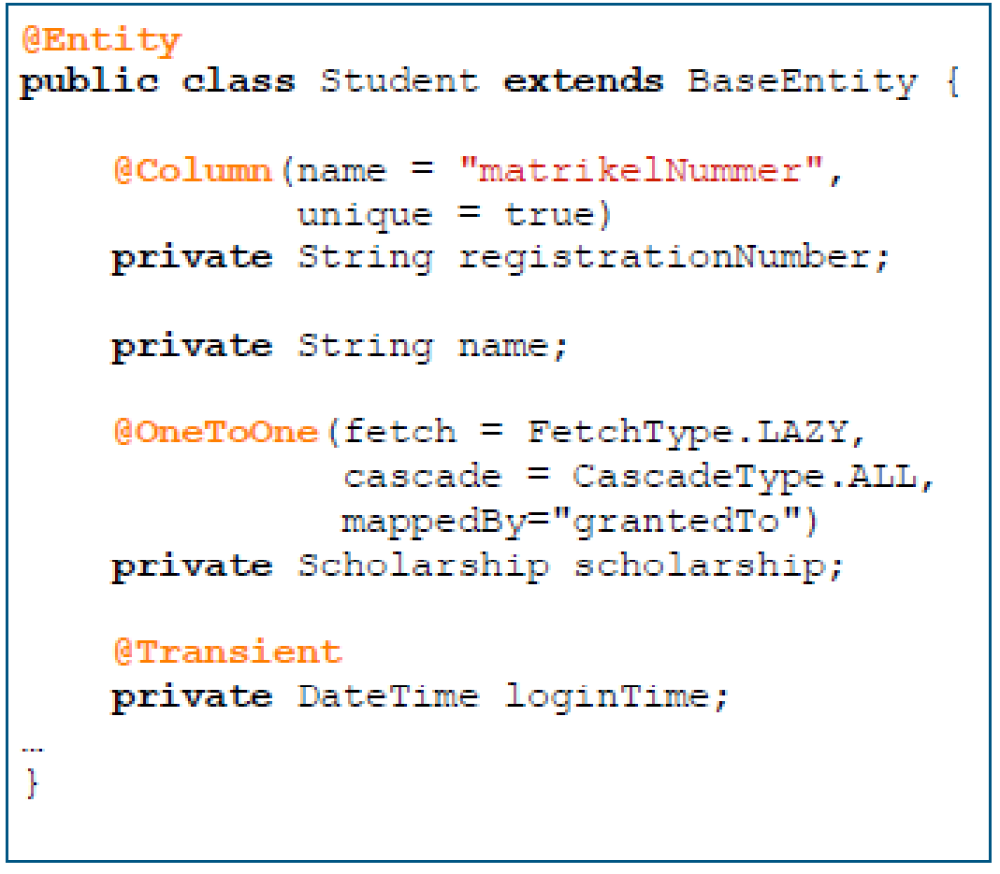 @Entity
public class Student extends BaseEntity {
@Column(name = "matrikelNummer",
unique = true)
private String registrationNumber;
private String name;
@OneToOne(fetch = FetchType.LAZY,
cascade = CascadeType.ALL,
mappedBy="grantedTo")
private Scholarship scholarship;
@Transient
private DateTime loginTime;
…
}